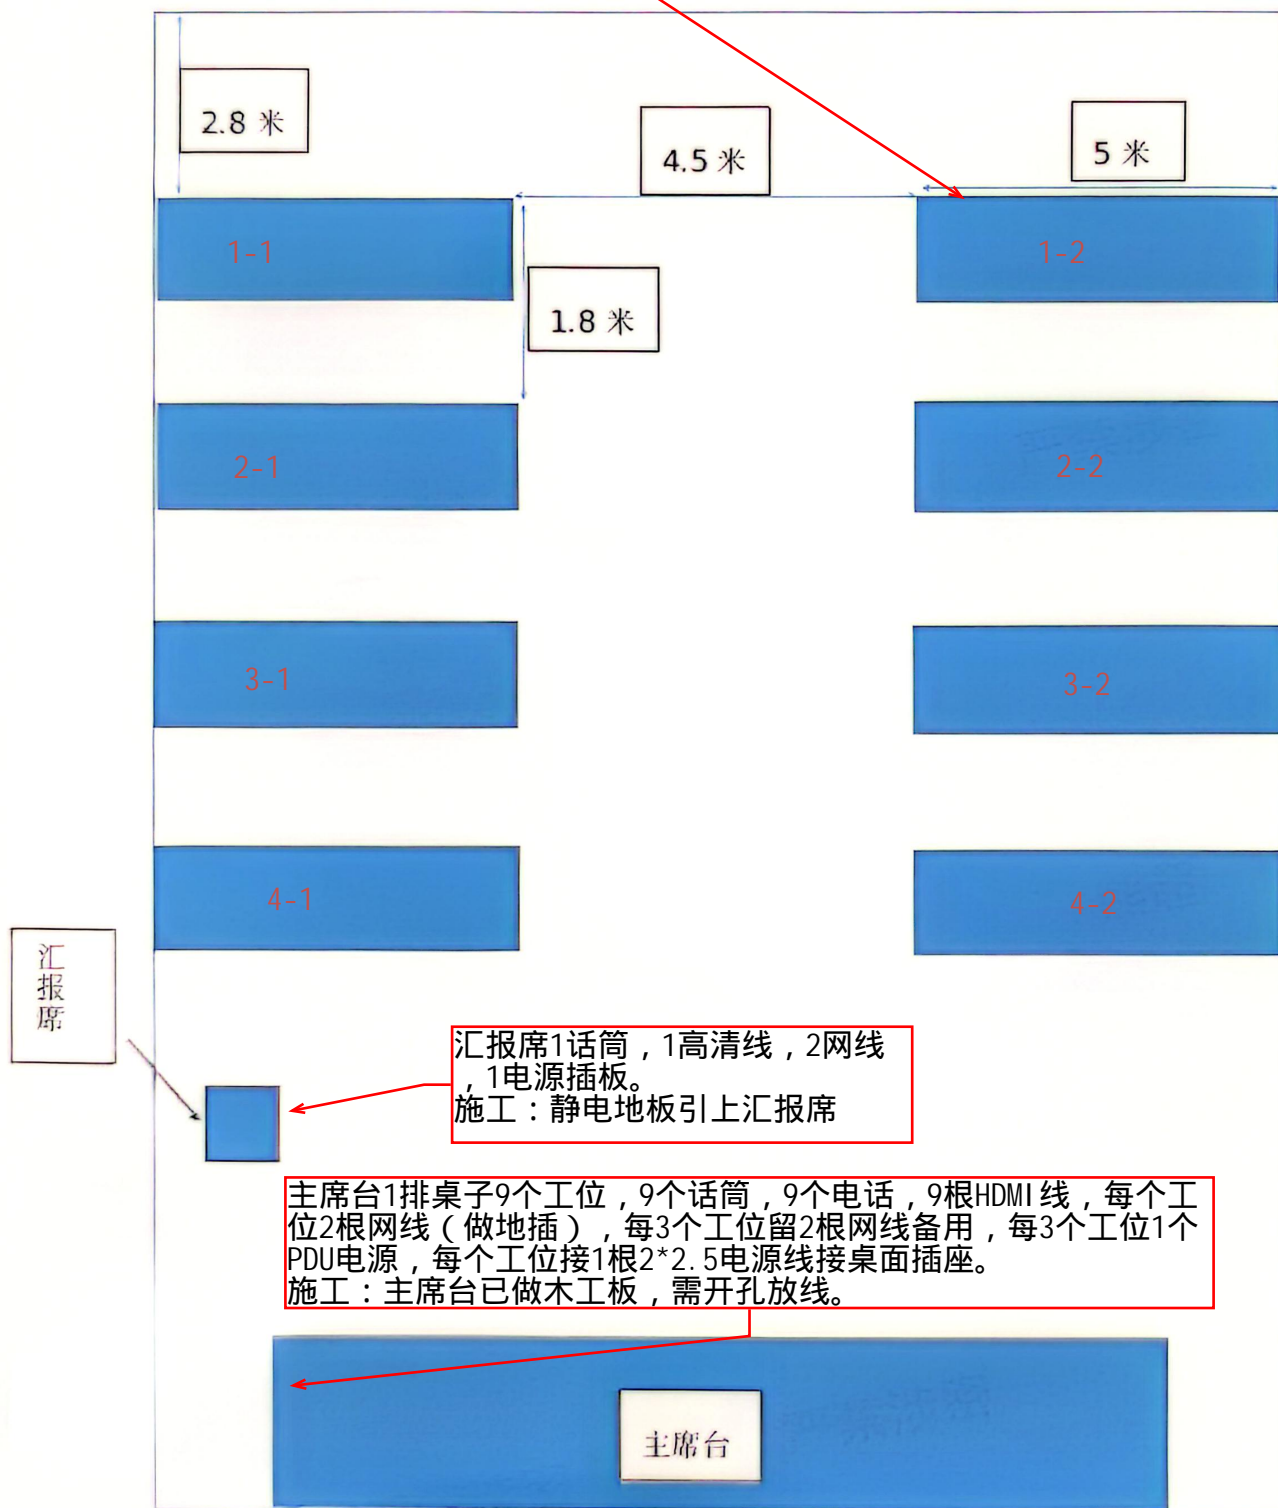 2.8 米
4.5 米
5 米
1-1
1-2
1.8 米
2-1
2-2
3-1
3-2
4-1
4-2
汇
报
席
汇报席1话筒，1高清线，2网线
，1电源插板。
施工：静电地板引上汇报席
主席台1排桌子9个工位，9个话筒，9个电话，9根HDMI线，每个工
位2根网线（做地插），每3个工位留2根网线备用，每3个工位1个
PDU电源，每个工位接1根2*2.5电源线接桌面插座。
施工：主席台已做木工板，需开孔放线。
主席台